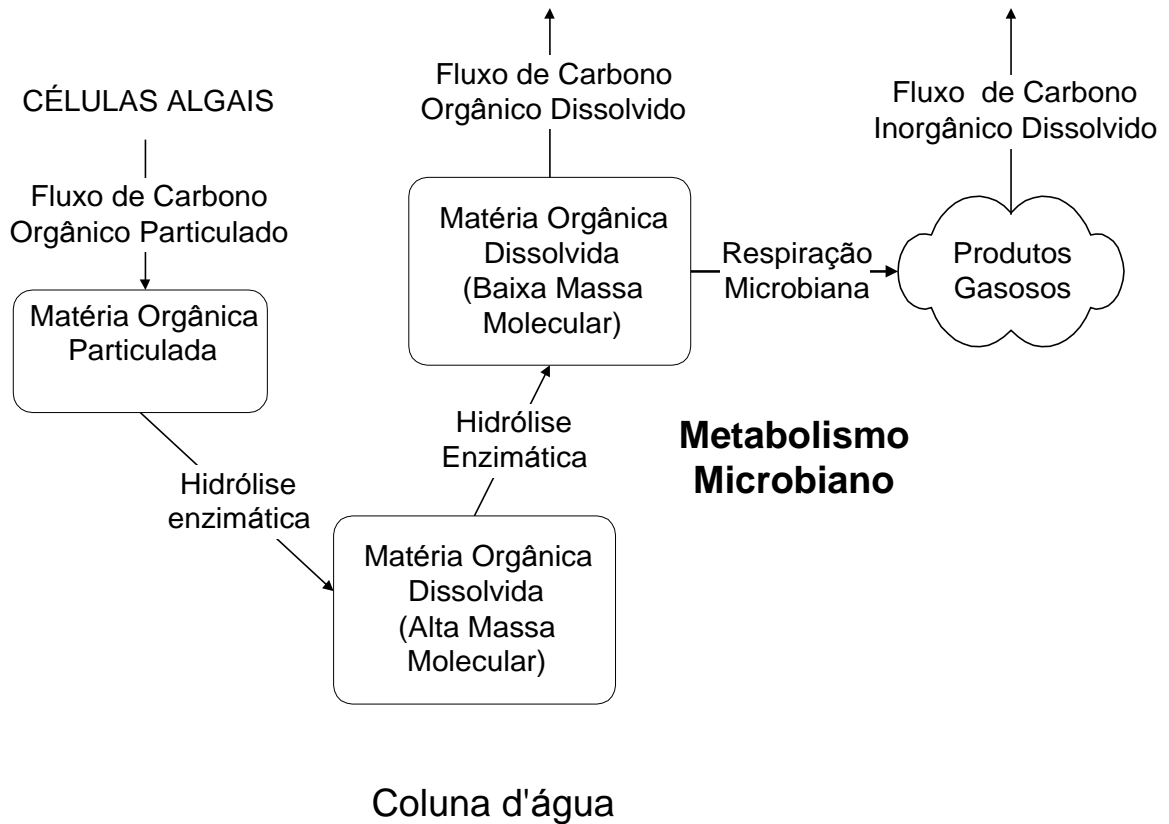 CÉLULAS ALGAIS
Fluxo de Carbono
Orgânico Particulado
Matéria Orgânica
Particulada
Hidrólise
enzimática
Matéria Orgânica
Dissolvida
(Alta Massa
Molecular)
Hidrólise
Enzimática
Matéria Orgânica
Dissolvida
(Baixa Massa
Molecular)
Fluxo de Carbono
Orgânico Dissolvido
Respiração
Microbiana
Produtos
Gasosos
Fluxo de Carbono
Inorgânico Dissolvido
Metabolismo
Microbiano
Coluna d'água